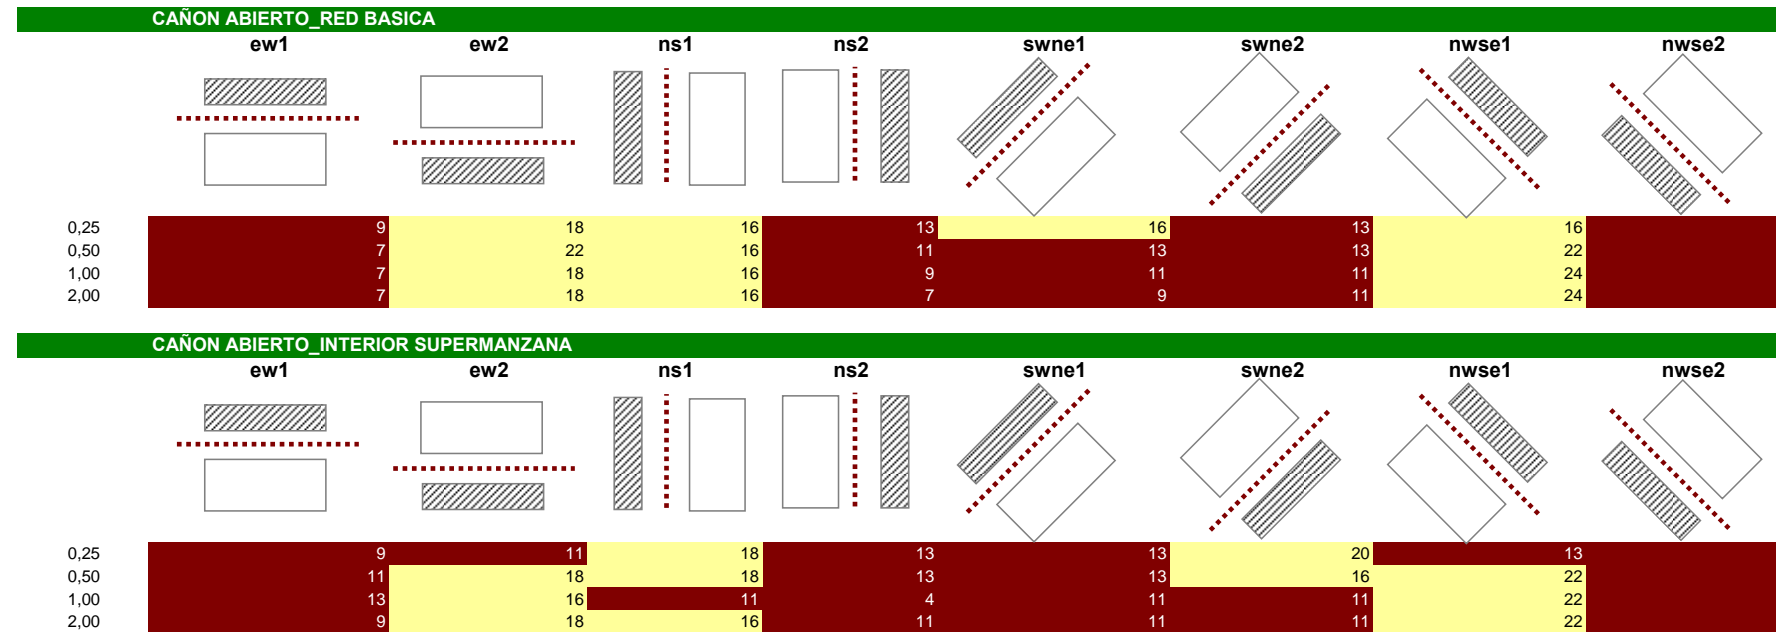 CAÑON ABIERTO_RED BASICA
ew1 ew2 ns1 ns2 swne1 swne2 nwse1 nwse2
0,25 9 18 16 13 16 13 16
0,50 7 22 16 11 13 13 22
1,00 7 18 16 9 11 11 24
2,00 7 18 16 7 9 11 24
CAÑON ABIERTO_INTERIOR SUPERMANZANA
ew1 ew2 ns1 ns2 swne1 swne2 nwse1 nwse2
0,25 9 11 18 13 13 20 13
0,50 11 18 18 13 13 16 22
1,00 13 16 11 4 11 11 22
2,00 9 18 16 11 11 11 22